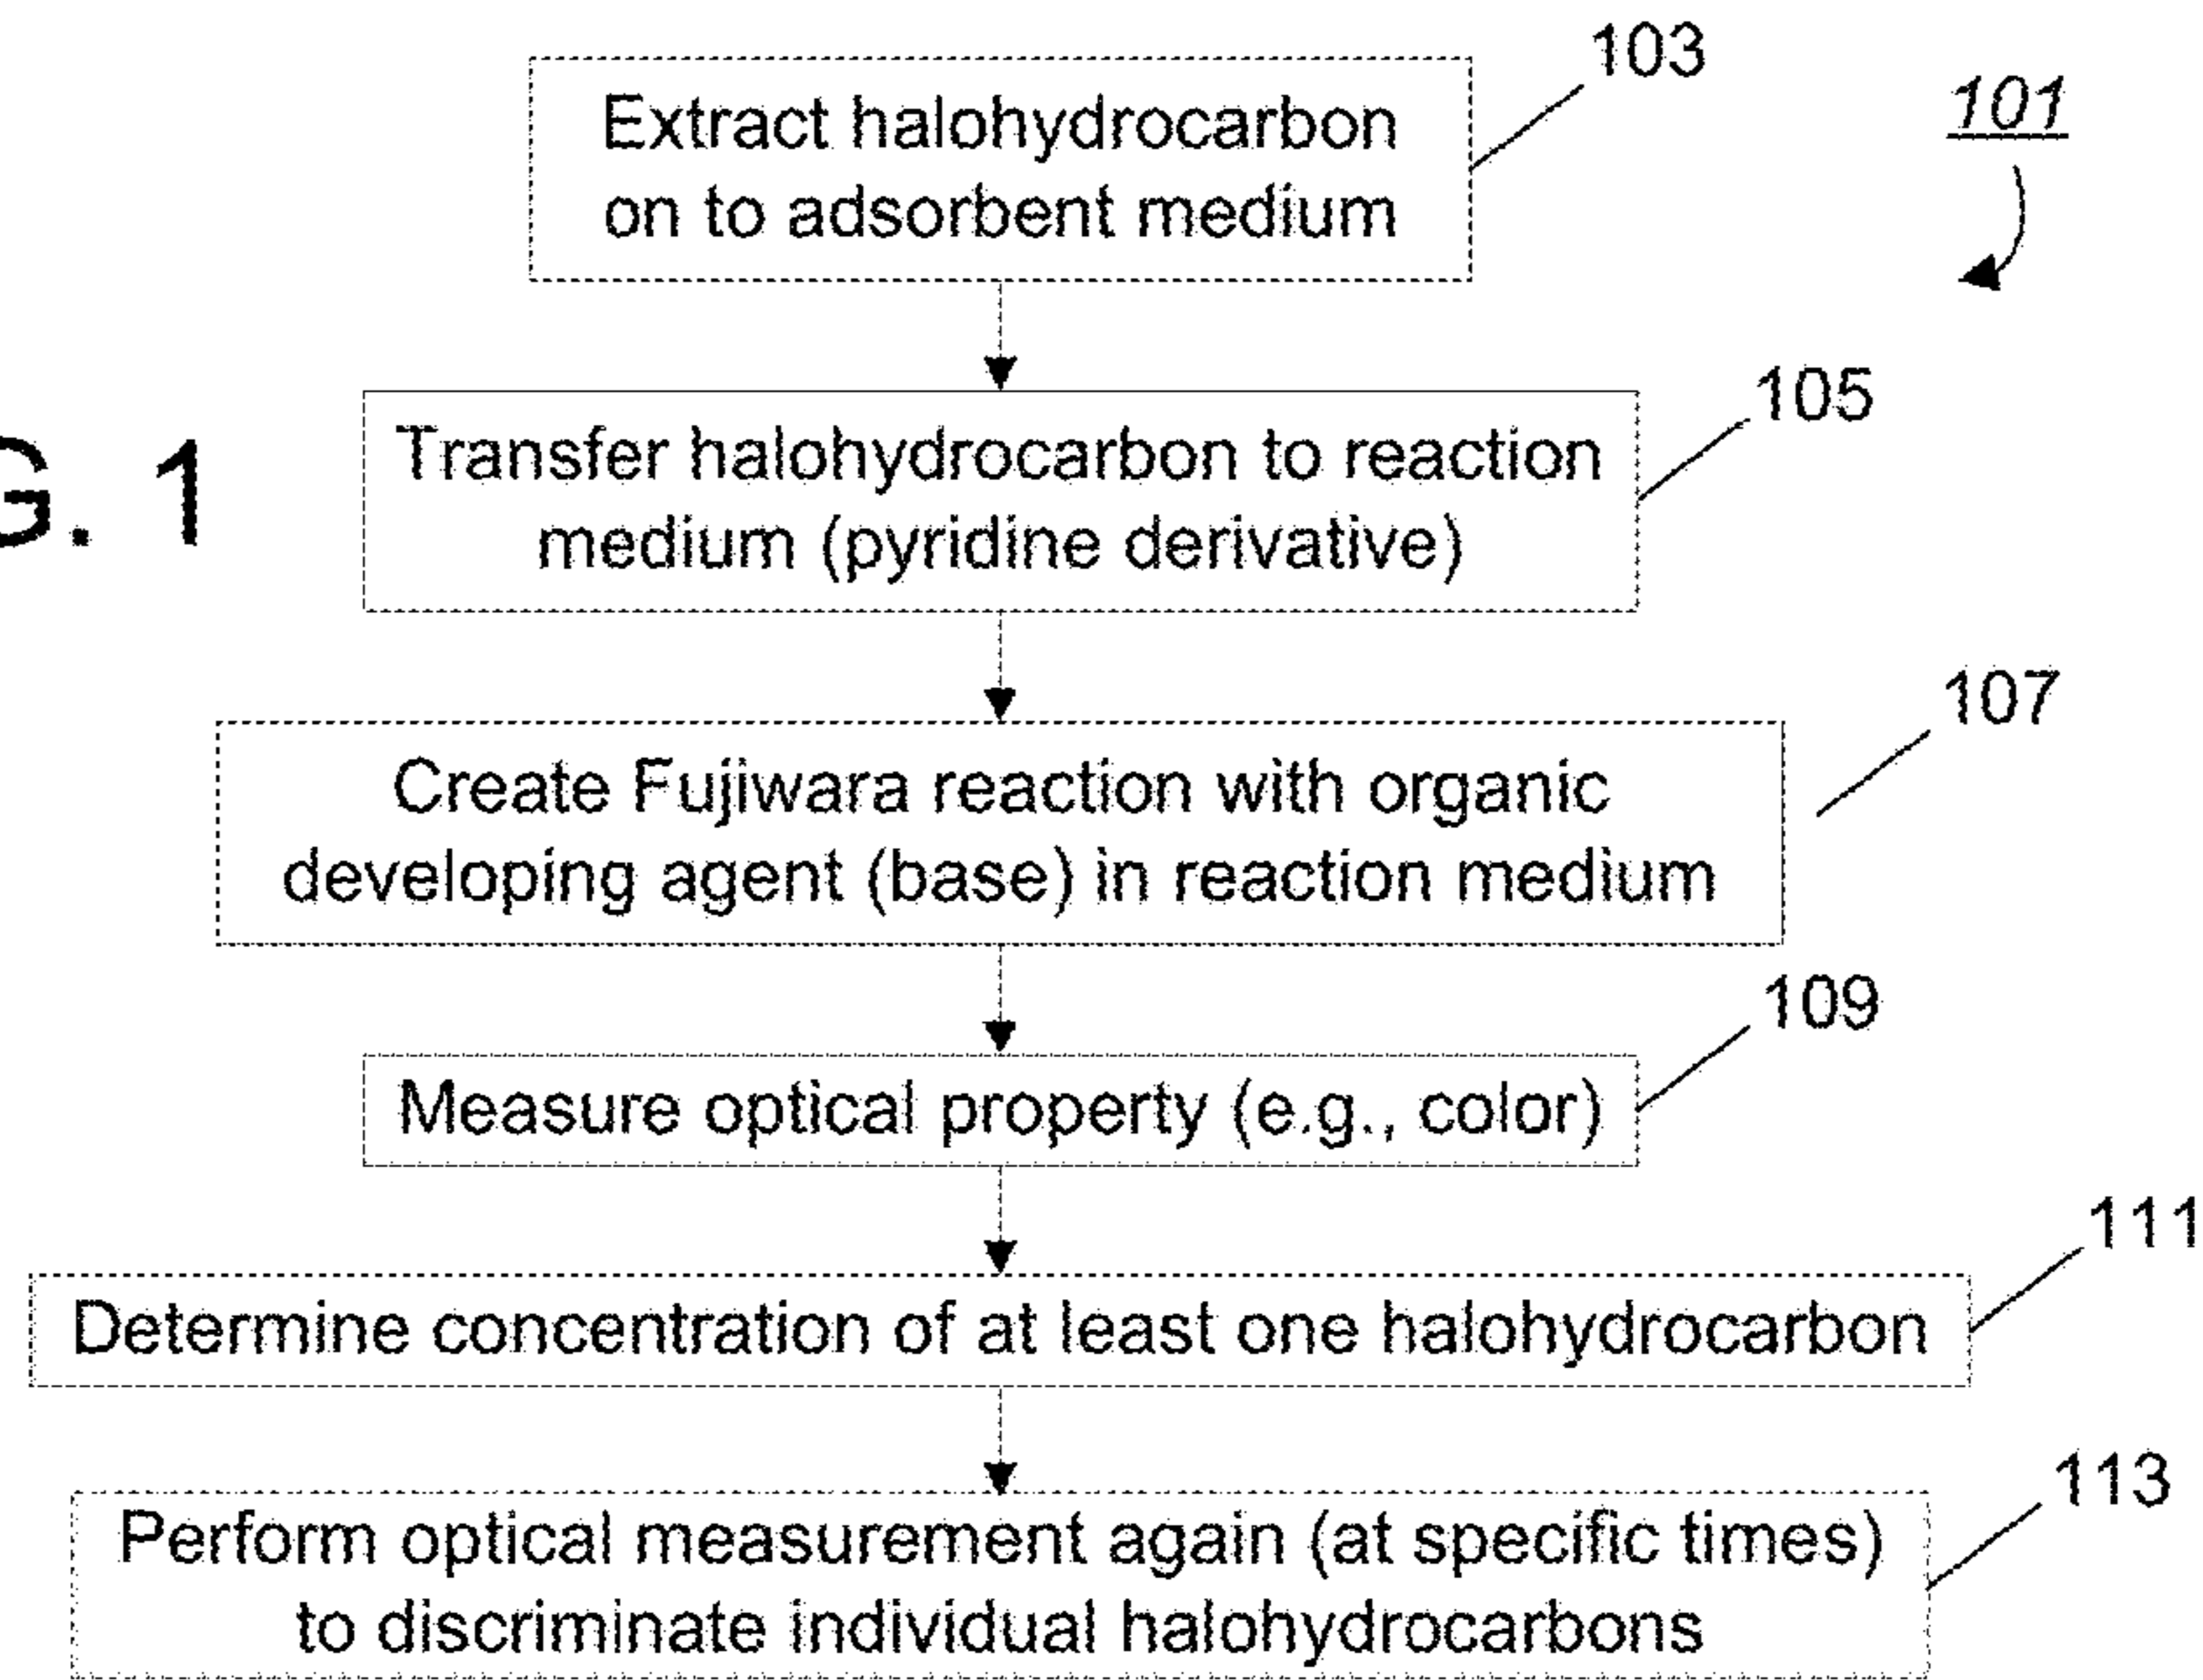 103
101
Extract halohydrocarbon
on to adsorbent medium
105
G. 1
Transfer halohydrocarbon to reaction
medium (pyridine derivative)
107
Create Fujiwara reaction with organic
developing agent (base) in reaction medium
109
Measure optical property (e.g., color)
111
Determine concentration of at least one halohydrocarbon
113
Perform optical measurement again (at specific times)
to discriminate individual halohydrocarbons